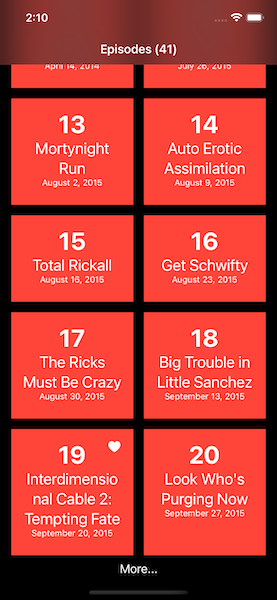 2:10
Episodes (41)
April 14, 2014
July 26, 2015
13
Mortynight
Run
August 2, 2015
14
Auto Erotic
Assimilation
August 9, 2015
15
Total Rickall
August 16, 2015
16
Get Schwifty
August 23, 2015
17
The Ricks
Must Be Crazy
August 30, 2015
18
Big Trouble in
Little Sanchez
September 13, 2015
19
Interdimensio
nal Cable 2:
Tempting Fate
September 20, 2015
20
Look Who's
Purging Now
September 27, 2015
More...